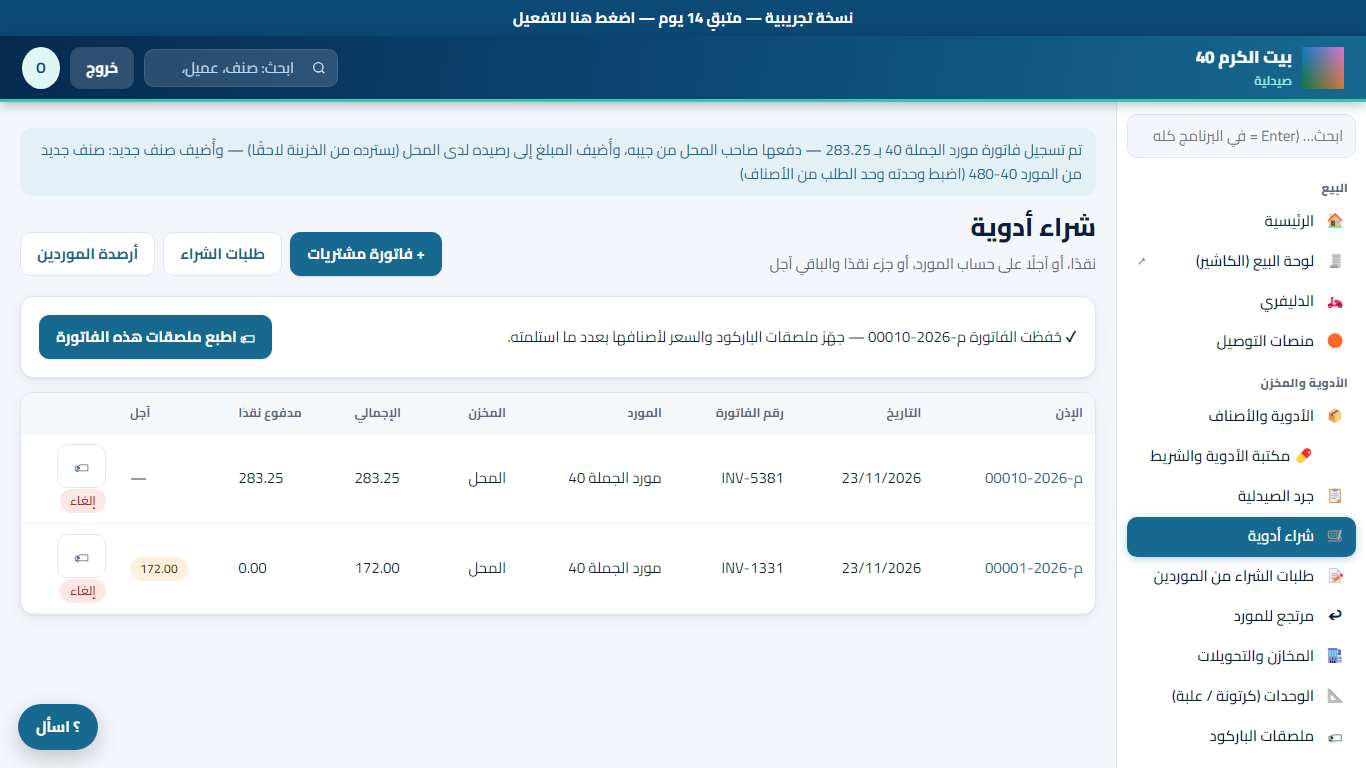 نسخة تجريبية — متبقٍ 14 يوم — اضغط هنا للتفعيل
بيت الكرم 40
صيدلية
ابحث: صنف، عميل،
خروج
O
ابحث... (Enter = في البرنامج كله
البيع
الرئيسية
لوحة البيع (الكاشير) ↗
الدليفري
منصات التوصيل
الأدوية والمخزن
الأدوية والأصناف
مكتبة الأدوية والشريط
جرد الصيدلية
شراء أدوية
طلبات الشراء من الموردين
مرتجع للمورد
المخازن والتحويلات
الوحدات (كرتونة / علبة)
ملصقات الباركود
تم تسجيل فاتورة مورد الجملة 40 بـ 283.25 — دفعها صاحب المحل من جيبه، وأُضيف المبلغ إلى رصيده لدى المحل (يسترده من الخزينة لاحقًا) — وأُضيف صنف جديد: صنف جديد
من المورد 40-480 (اضبط وحدته وحد الطلب من الأصناف)
شراء أدوية
نقدًا، أو آجلًا على حساب المورد، أو جزء نقدًا والباقي آجل
+ فاتورة مشتريات
طلبات الشراء
أرصدة الموردين
✓ حُفظت الفاتورة م-2026-00010 — جهّز ملصقات الباركود والسعر لأصنافها بعدد ما استلمته.
اطبع ملصقات هذه الفاتورة
الإذن التاريخ رقم الفاتورة المورد المخزن الإجمالي مدفوع نقدا آجل
م-2026-00010 23/11/2026 INV-5381 مورد الجملة 40 المحل 283.25 283.25 —
إلغاء
م-2026-00001 23/11/2026 INV-1331 مورد الجملة 40 المحل 172.00 0.00 172.00
إلغاء
؟ اسأل